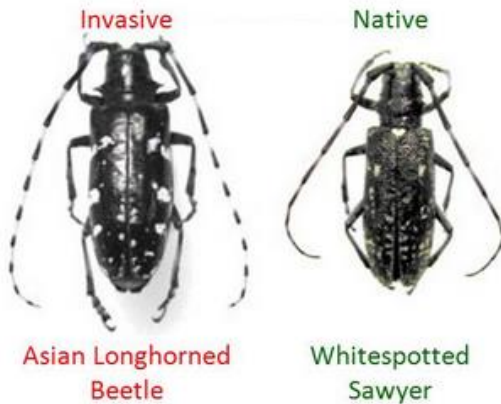 Invasive
Native
Asian Longhorned
Beetle
Whitespotted
Sawyer